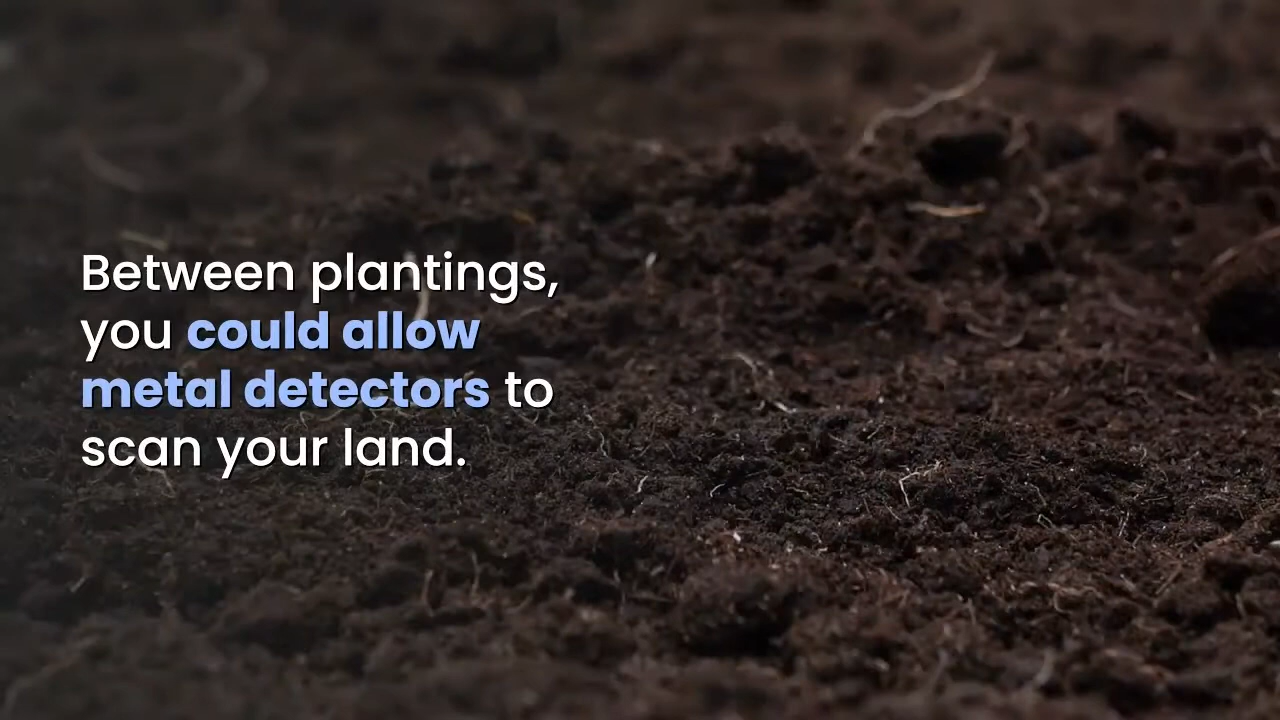 Between plantings,
you could allow
metal detectors to
scan your land.